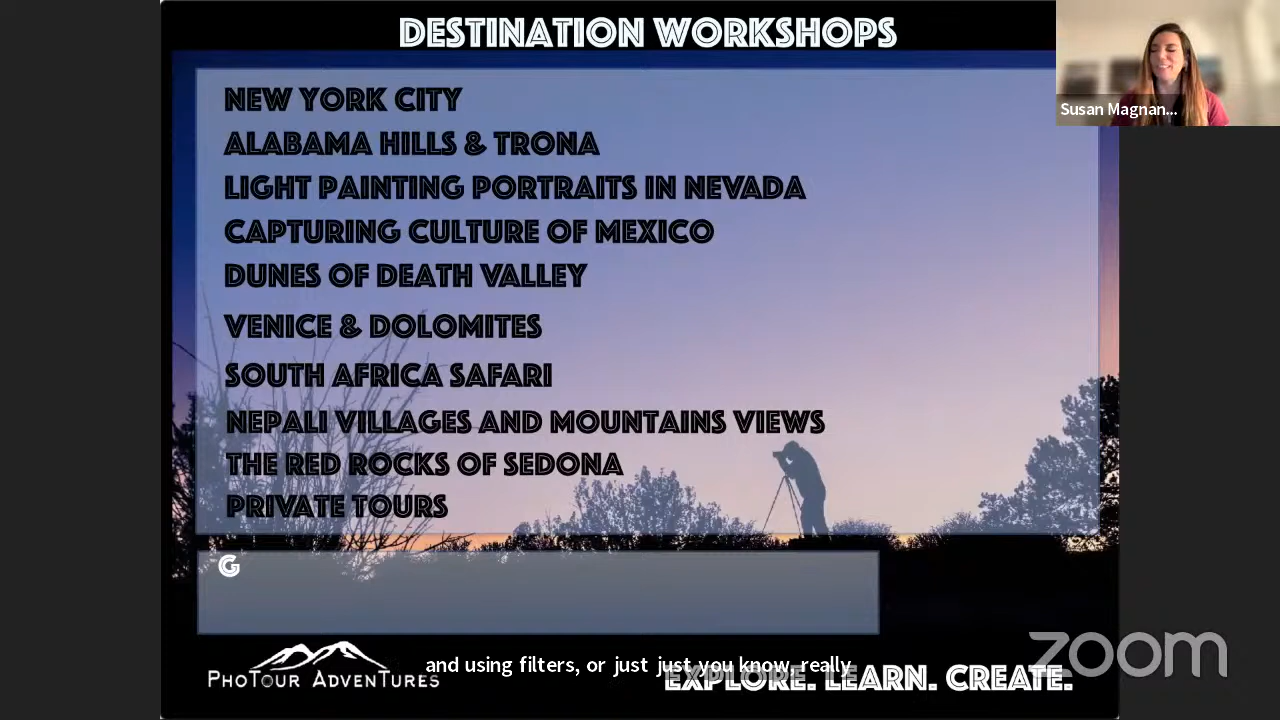 DESTINATION WORKSHOPS
Susan Magnan...
NEW YORK CITY
ALABAMA HILLS & TRONA
LIGHT PAINTING PORTRAITS IN NEVADA
CAPTURING CULTURE OF MEXICO
DUNES OF DEATH VALLEY
VENICE & DOLOMITES
SOUTH AFRICA SAFARI
NEPALI VILLAGES AND MOUNTAINS VIEWS
THE RED ROCKS OF SEDONA
PRIVATE TOURS
G
zoom
and using filters, or just just you know, really
PHOTOUR ADVENTURES
EXPLORE. LEARN. CREATE.